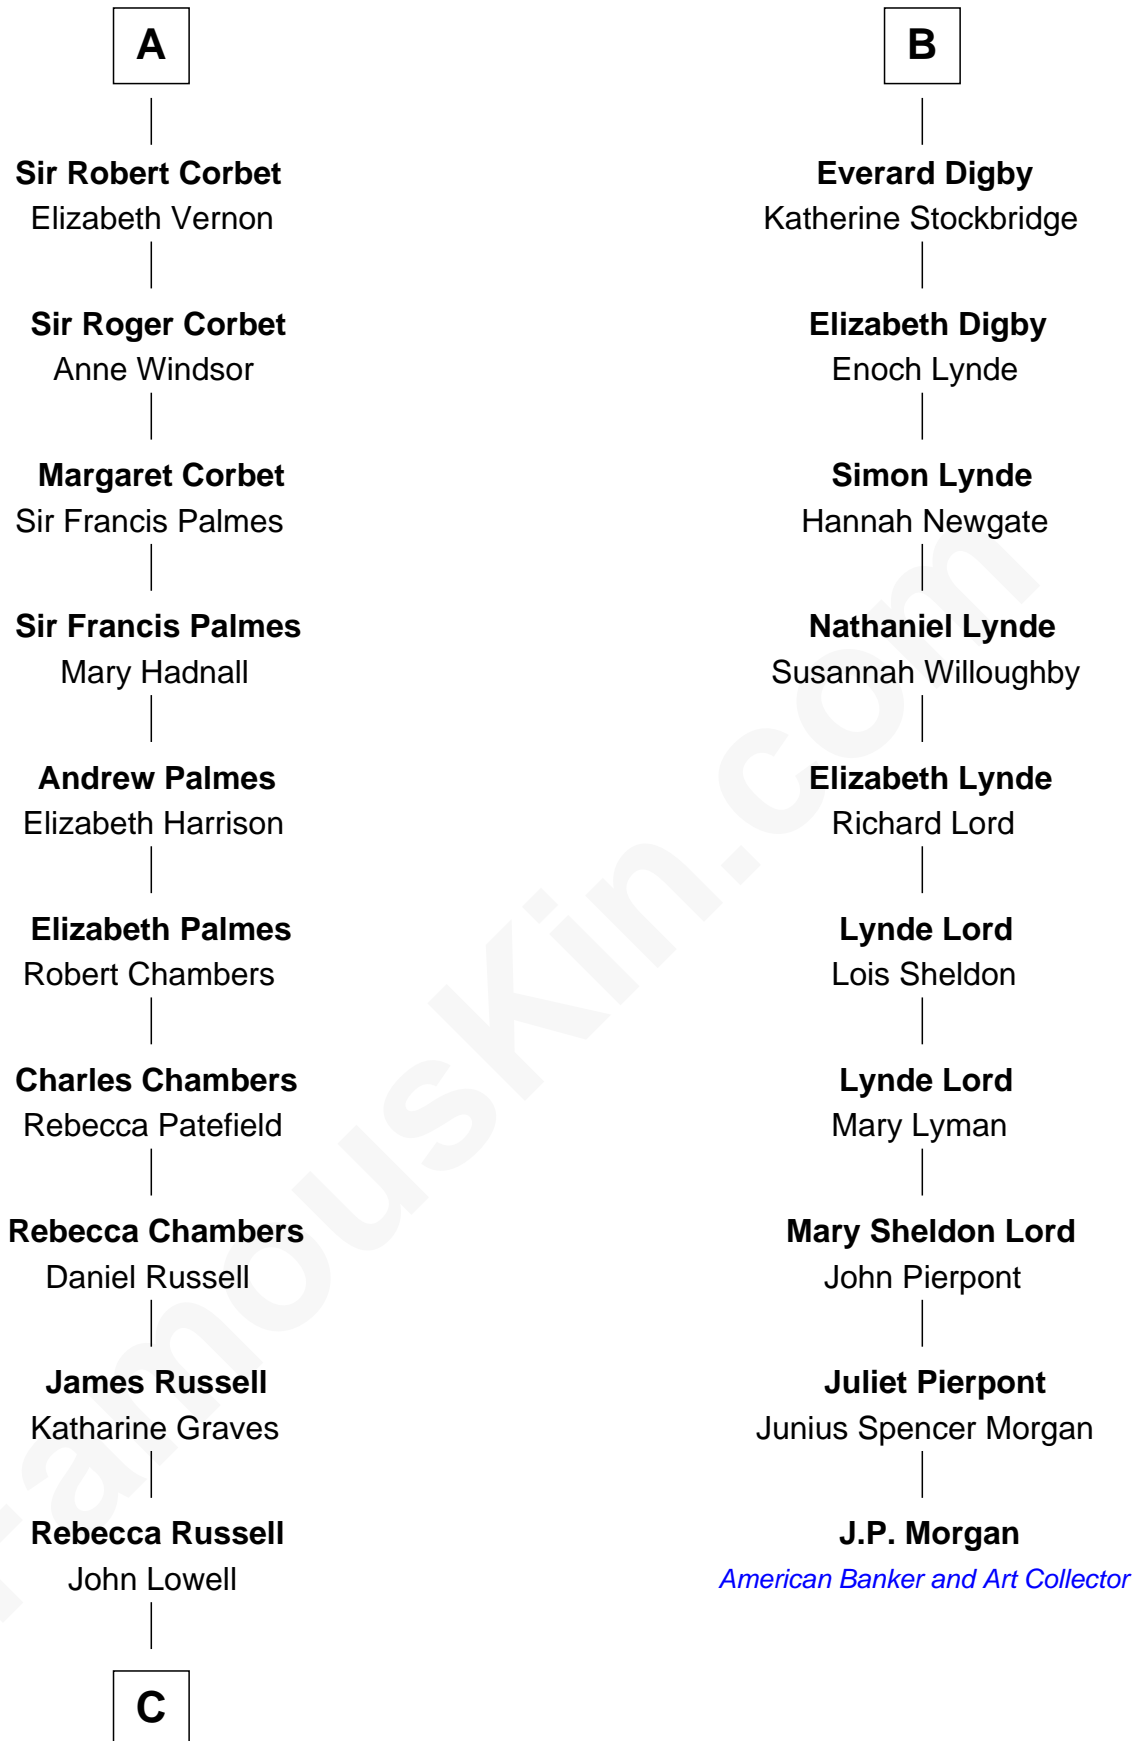 A
Sir Robert Corbet
Elizabeth Vernon
Sir Roger Corbet
Anne Windsor
Margaret Corbet
Sir Francis Palmes
Sir Francis Palmes
Mary Hadnall
Andrew Palmes
Elizabeth Harrison
Elizabeth Palmes
Robert Chambers
Charles Chambers
Rebecca Patefield
Rebecca Chambers
Daniel Russell
James Russell
Katharine Graves
Rebecca Russell
John Lowell
C
B
Everard Digby
Katherine Stockbridge
Elizabeth Digby
Enoch Lynde
Simon Lynde
Hannah Newgate
Nathaniel Lynde
Susannah Willoughby
Elizabeth Lynde
Richard Lord
Lynde Lord
Lois Sheldon
Lynde Lord
Mary Lyman
Mary Sheldon Lord
John Pierpont
Juliet Pierpont
Junius Spencer Morgan
J.P. Morgan
American Banker and Art Collector
FamousKin.com